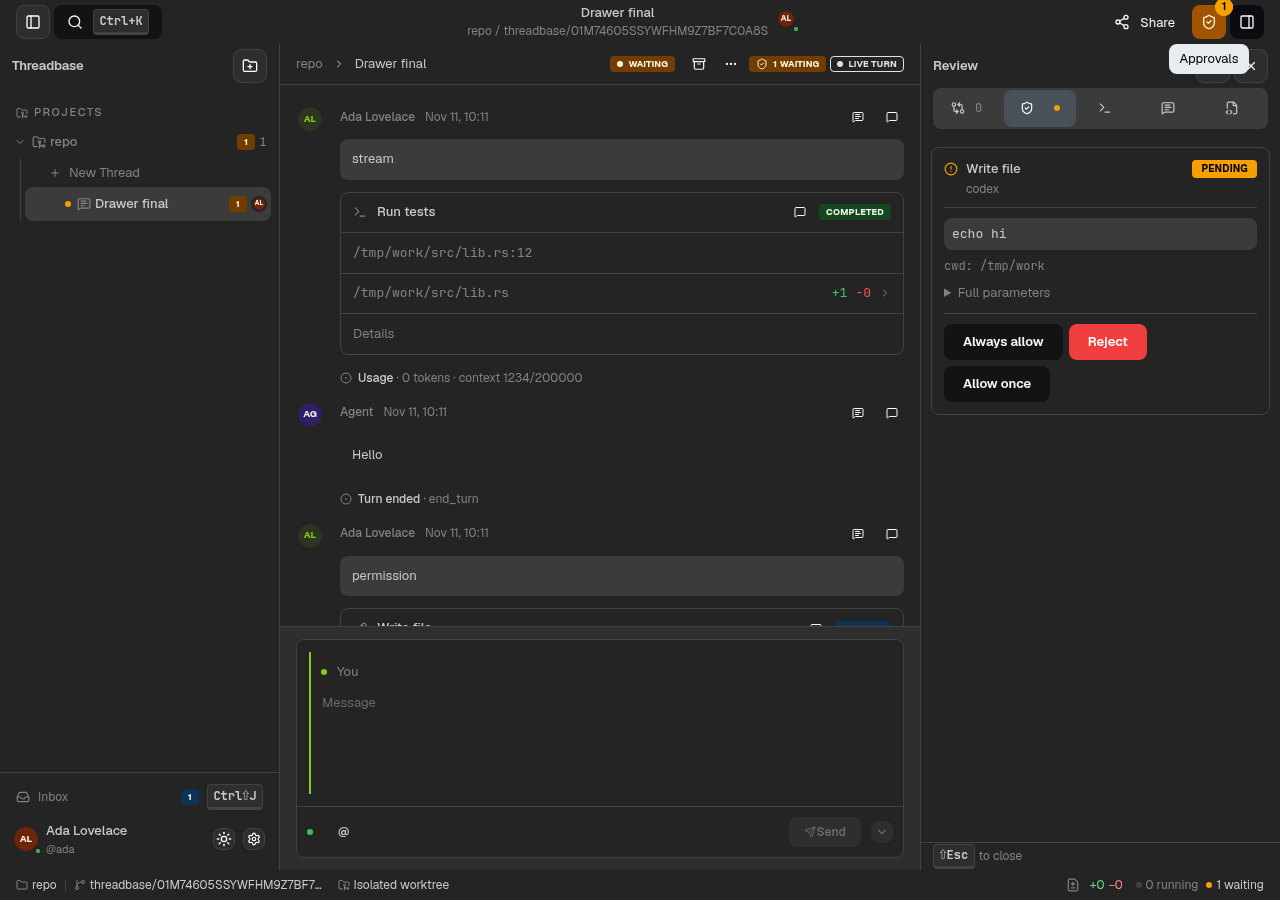 Ctrl+K
Drawer final
repo / threadbase/01M74605SSYWFHM9Z7BF7C0A8S
AL
Share
1
Approvals
Threadbase
PROJECTS
repo
1 1
New Thread
Drawer final
1 AL
Inbox
1
Ctrl⇧J
AL
Ada Lovelace
@ada
repo > Drawer final
WAITING
1 WAITING
LIVE TURN
AL
Ada Lovelace Nov 11, 10:11
stream
Run tests
COMPLETED
/tmp/work/src/lib.rs:12
/tmp/work/src/lib.rs
+1 -0
Details
Usage · 0 tokens · context 1234/200000
AG
Agent Nov 11, 10:11
Hello
Turn ended · end_turn
AL
Ada Lovelace Nov 11, 10:11
permission
Write file
You
Message
@
Send
Review
0
Write file
PENDING
codex
echo hi
cwd: /tmp/work
Full parameters
Always allow
Reject
Allow once
⇧Esc to close
repo
threadbase/01M74605SSYWFHM9Z7BF7…
Isolated worktree
+0 −0
0 running
1 waiting